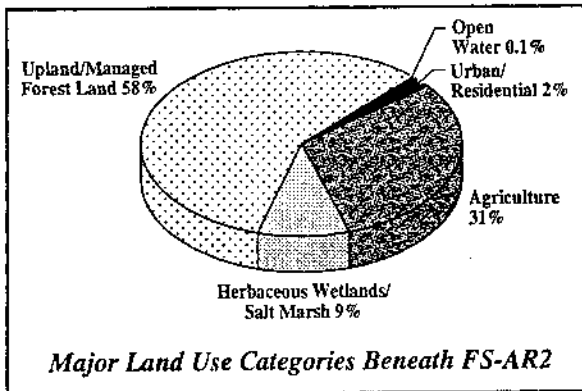 Open
Water 0.1%
Upland/Managed
Forest Land 58%
Urban/
Residential 2%
Agriculture
31%
Herbaceous Wetlands/
Salt Marsh 9%
Major Land Use Categories Beneath FS-AR2